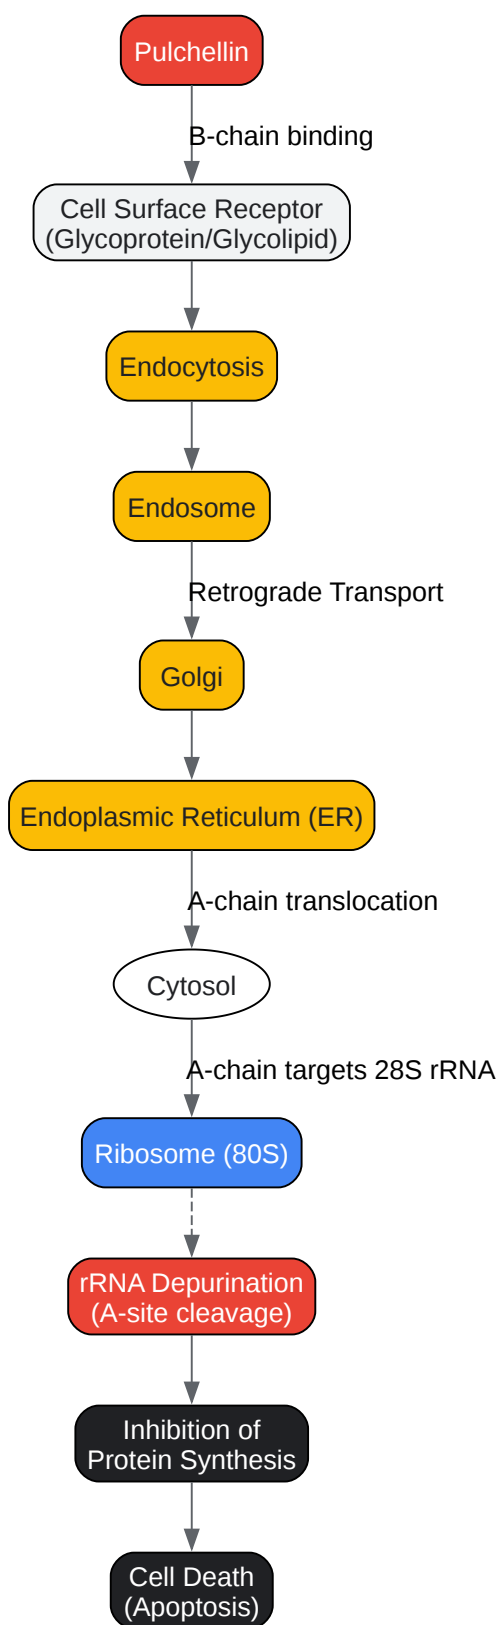 Pulchellin
B-chain binding
Cell Surface Receptor
(Glycoprotein/Glycolipid)
Endocytosis
Endosome
Retrograde Transport
Golgi
Endoplasmic Reticulum (ER)
A-chain translocation
Cytosol
A-chain targets 28S rRNA
Ribosome (80S)
rRNA Depurination
(A-site cleavage)
Inhibition of
Protein Synthesis
Cell Death
(Apoptosis)